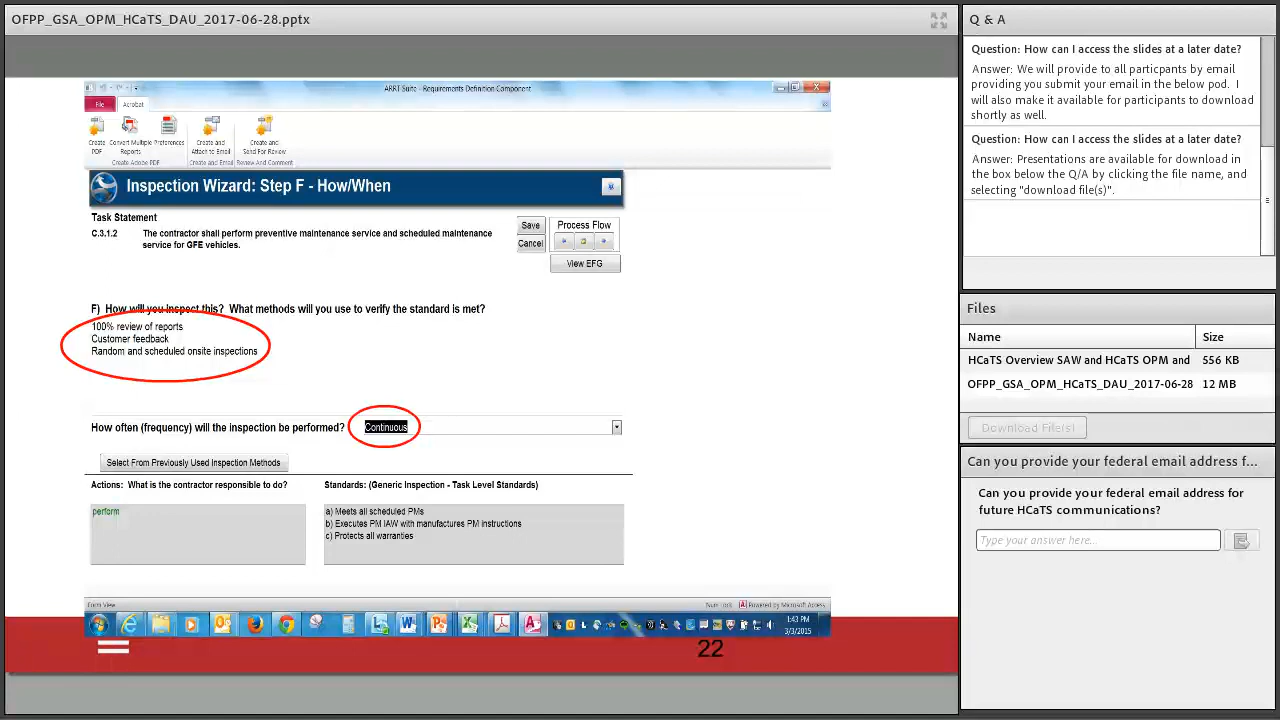 OFPP_GSA_OPM_HCaTS_DAU_2017-06-28.pptx
ARRT Suite - Requirements Definition Component
File
Acrobat
Create PDF
Convert Multiple Reports
Preferences
Create and Attach to Email
Create and Send For Review
Create Adobe PDF
Create and Email
Review And Comment
Inspection Wizard: Step F - How/When
Task Statement
C.3.1.2 The contractor shall perform preventive maintenance service and scheduled maintenance
service for GFE vehicles.
Save
Cancel
Process Flow
View EFG
F) How will you inspect this? What methods will you use to verify the standard is met?
100% review of reports
Customer feedback
Random and scheduled onsite inspections
How often (frequency) will the inspection be performed? Continuous
Select From Previously Used Inspection Methods
Actions: What is the contractor responsible to do?
Standards: (Generic Inspection - Task Level Standards)
perform
a) Meets all scheduled PMs
b) Executes PM IAW with manufactures PM instructions
c) Protects all warranties
Form View
Num Lock
Powered by Microsoft Access
1:43 PM
3/3/2015
22
Q & A
Question: How can I access the slides at a later date?
Answer: We will provide to all particpants by email
providing you submit your email in the below pod. I
will also make it available for participants to download
shortly as well.
Question: How can I access the slides at a later date?
Answer: Presentations are available for download in
the box below the Q/A by clicking the file name, and
selecting "download file(s)".
Files
Name Size
HCaTS Overview SAW and HCaTS OPM and 556 KB
OFPP_GSA_OPM_HCaTS_DAU_2017-06-28 12 MB
Download File(s)
Can you provide your federal email address f...
Can you provide your federal email address for
future HCaTS communications?
Type your answer here...